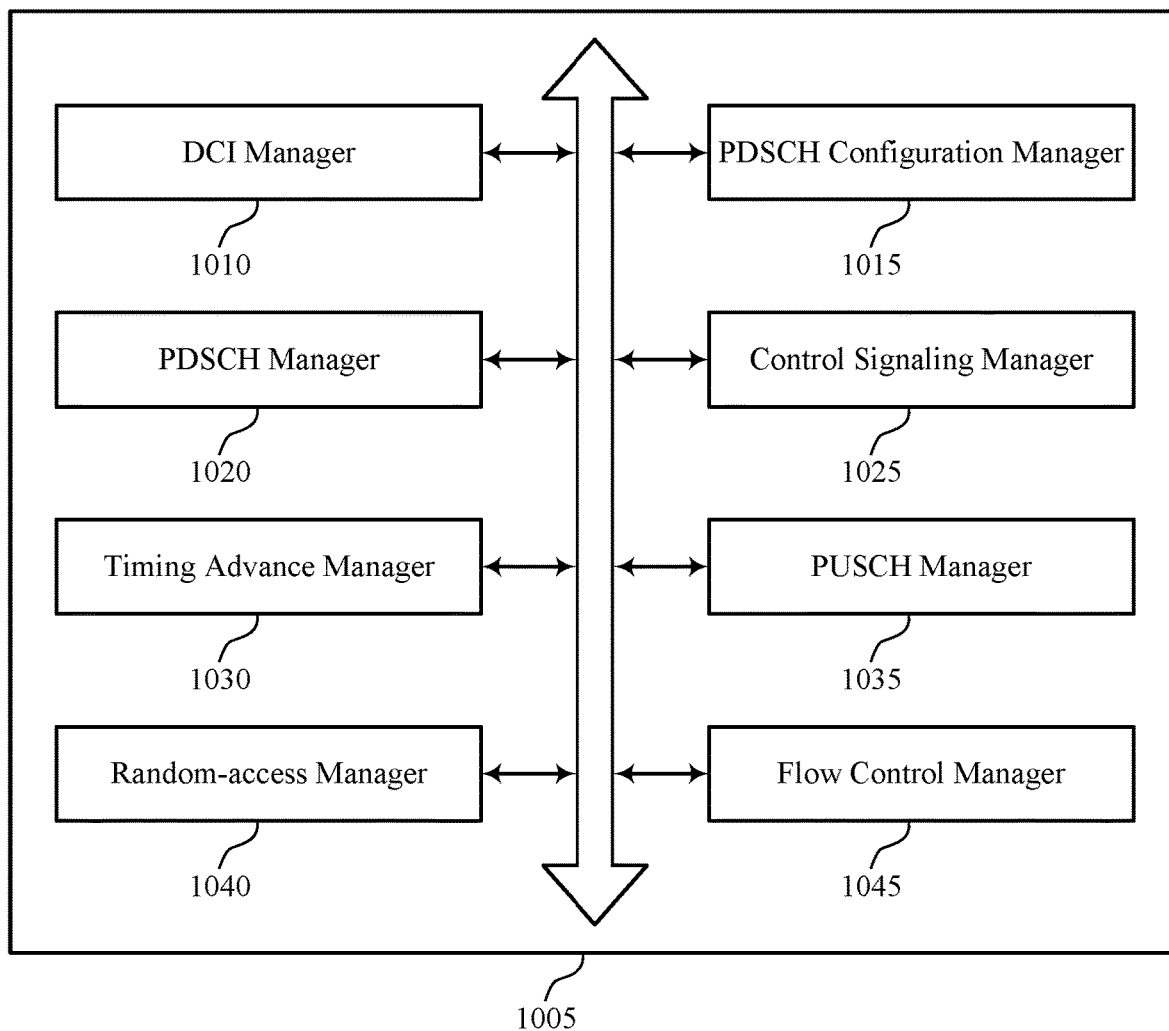 DCI Manager
PDSCH Configuration Manager
1010
1015
PDSCH Manager
Control Signaling Manager
1020
1025
Timing Advance Manager
PUSCH Manager
1030
1035
Random-access Manager
Flow Control Manager
1040
1045
1005